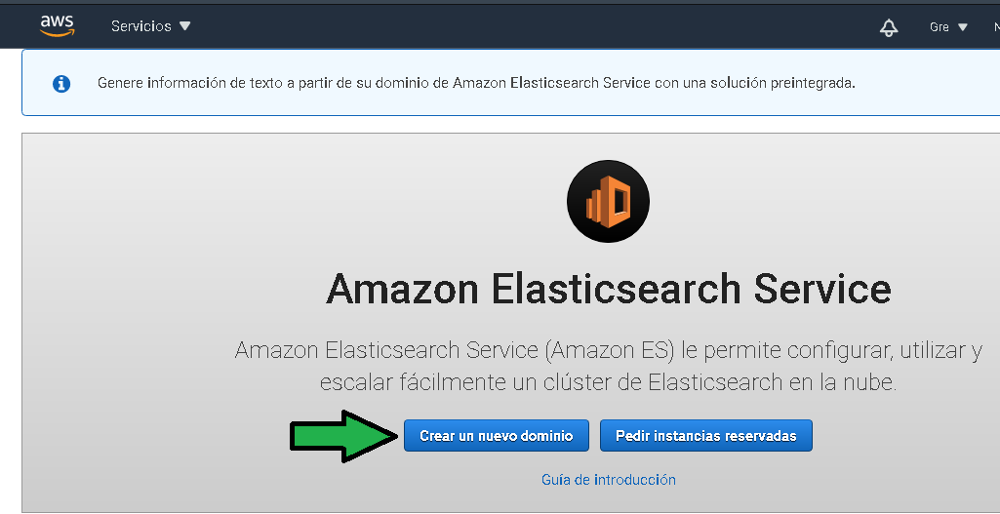 aws Servicios Gre
Genere información de texto a partir de su dominio de Amazon Elasticsearch Service con una solución preintegrada.
Amazon Elasticsearch Service
Amazon Elasticsearch Service (Amazon ES) le permite configurar, utilizar y
escalar fácilmente un clúster de Elasticsearch en la nube.
Crear un nuevo dominio Pedir instancias reservadas
Guía de introducción